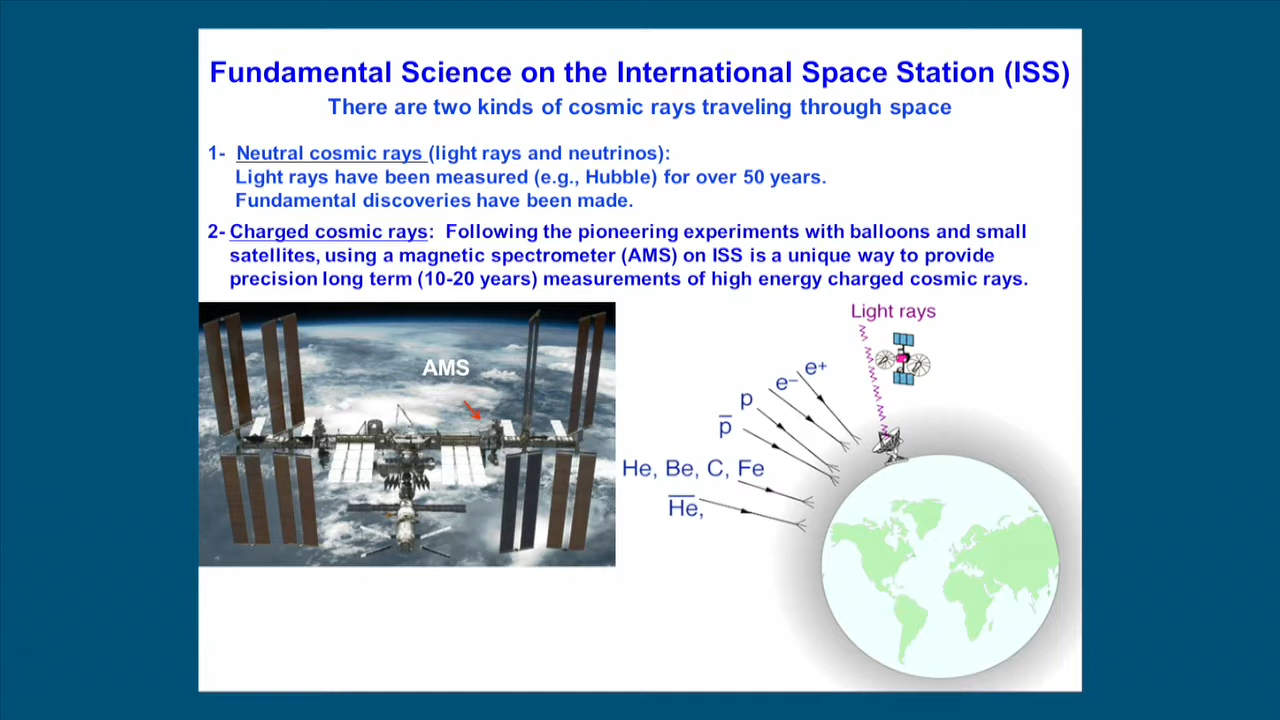 Fundamental Science on the International Space Station (ISS)
There are two kinds of cosmic rays traveling through space
1- Neutral cosmic rays (light rays and neutrinos):
Light rays have been measured (e.g., Hubble) for over 50 years.
Fundamental discoveries have been made.
2- Charged cosmic rays: Following the pioneering experiments with balloons and small
satellites, using a magnetic spectrometer (AMS) on ISS is a unique way to provide
precision long term (10-20 years) measurements of high energy charged cosmic rays.
AMS
Light rays
e+
e−
p
p̅
He, Be, C, Fe
H̅e̅,